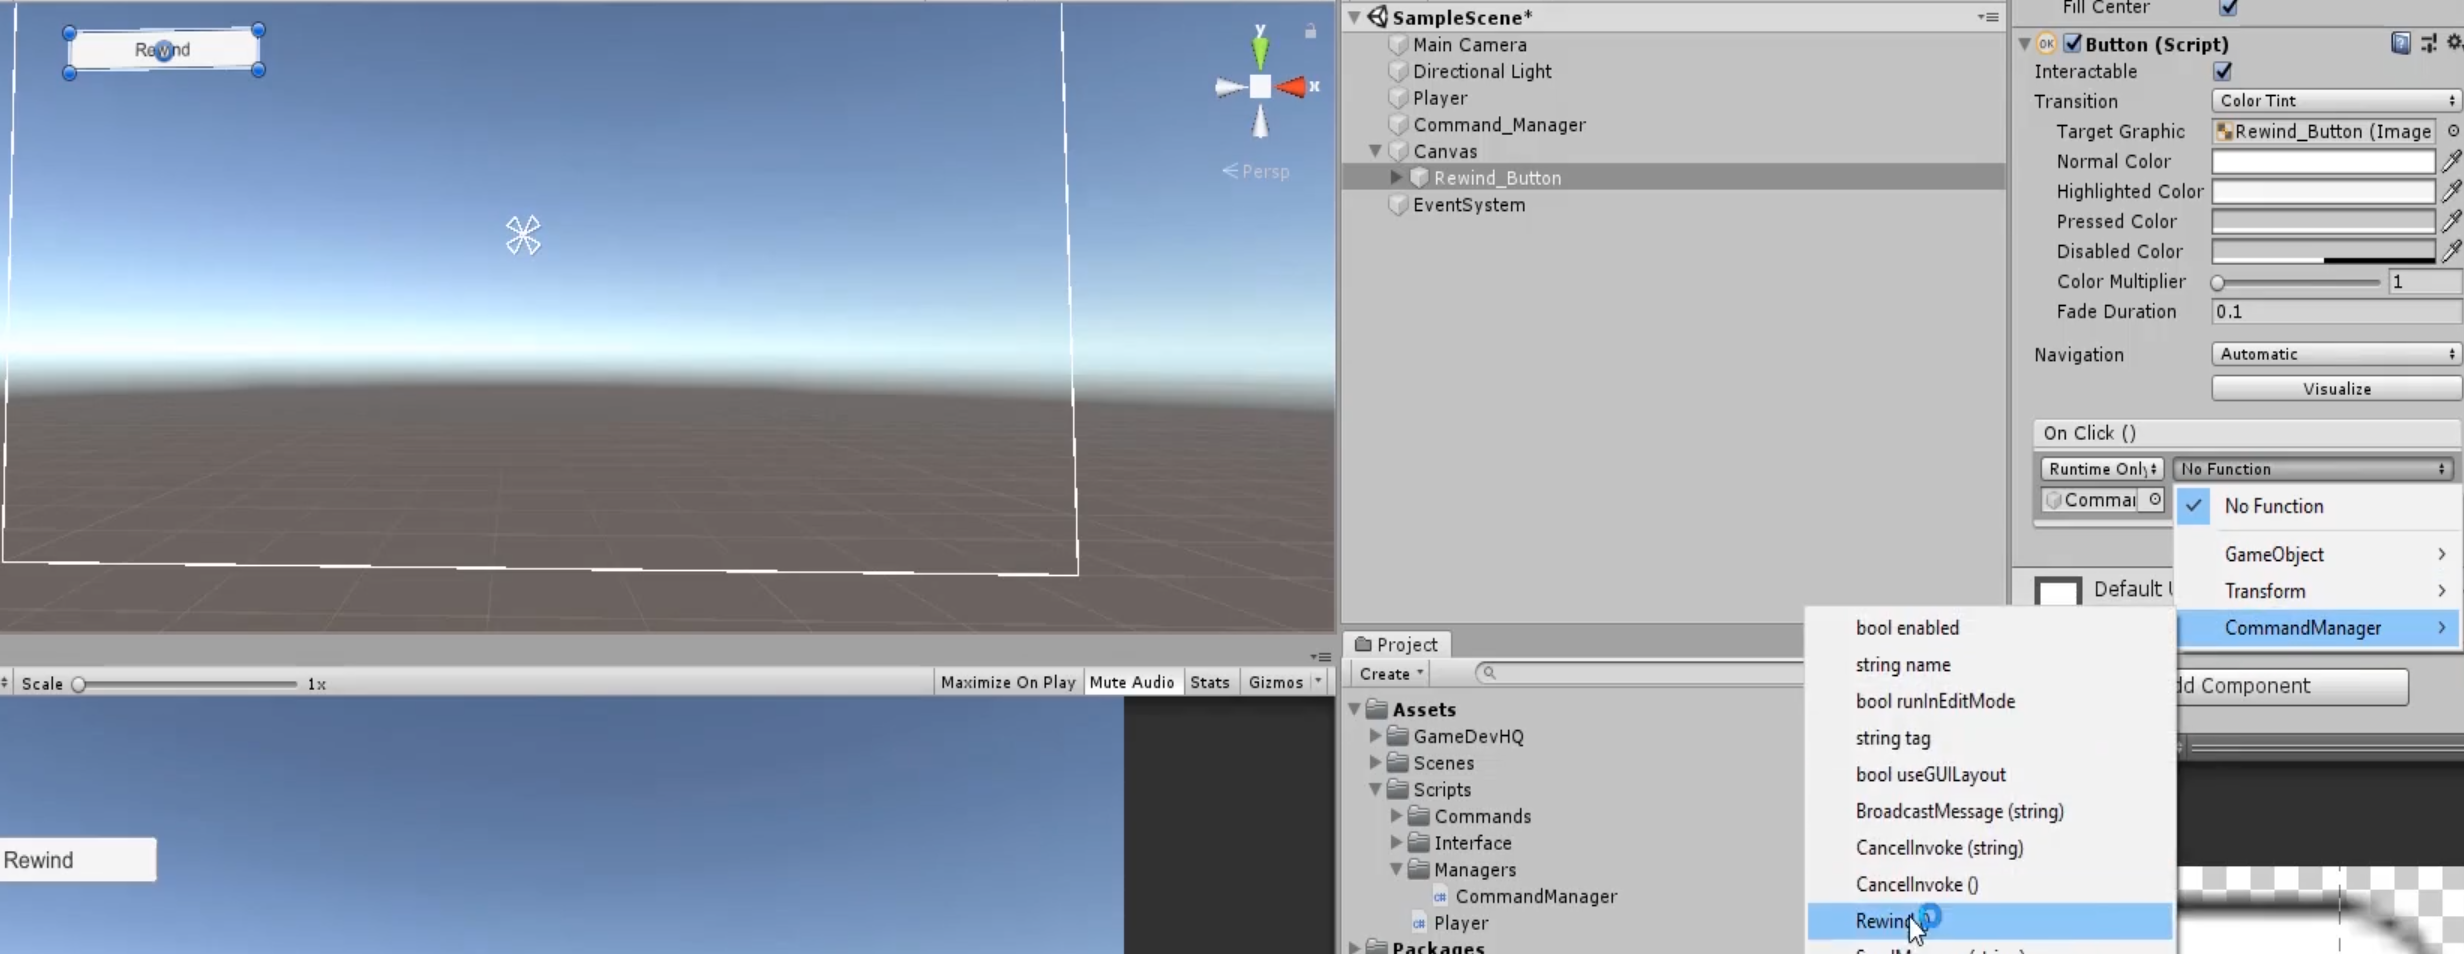 Rewind
y
x
Persp
Scale
1x
Maximize On Play
Mute Audio
Stats
Gizmos
Rewind
SampleScene*
Main Camera
Directional Light
Player
Command_Manager
Canvas
Rewind_Button
EventSystem
Project
Create
Assets
GameDevHQ
Scenes
Scripts
Commands
Interface
Managers
CommandManager
Player
Packages
Fill Center
Button (Script)
Interactable
Transition
Color Tint
Target Graphic
Rewind_Button (Image
Normal Color
Highlighted Color
Pressed Color
Disabled Color
Color Multiplier
1
Fade Duration
0.1
Navigation
Automatic
Visualize
On Click ()
Runtime Only
No Function
Comman
No Function
GameObject
Transform
CommandManager
Default
dd Component
bool enabled
string name
bool runInEditMode
string tag
bool useGUILayout
BroadcastMessage (string)
CancelInvoke (string)
CancelInvoke ()
Rewind ()